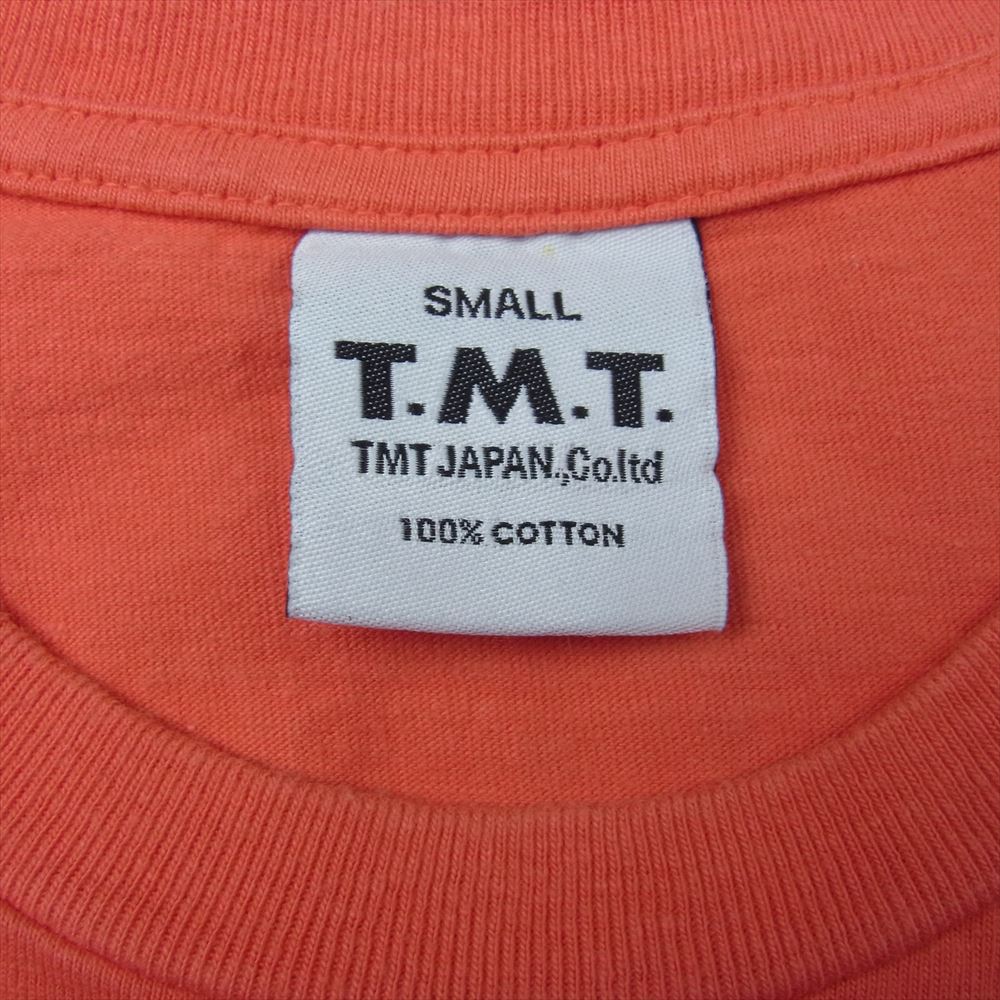 SMALL
T.M.T.
TMT JAPAN.,Co.ltd
100% COTTON